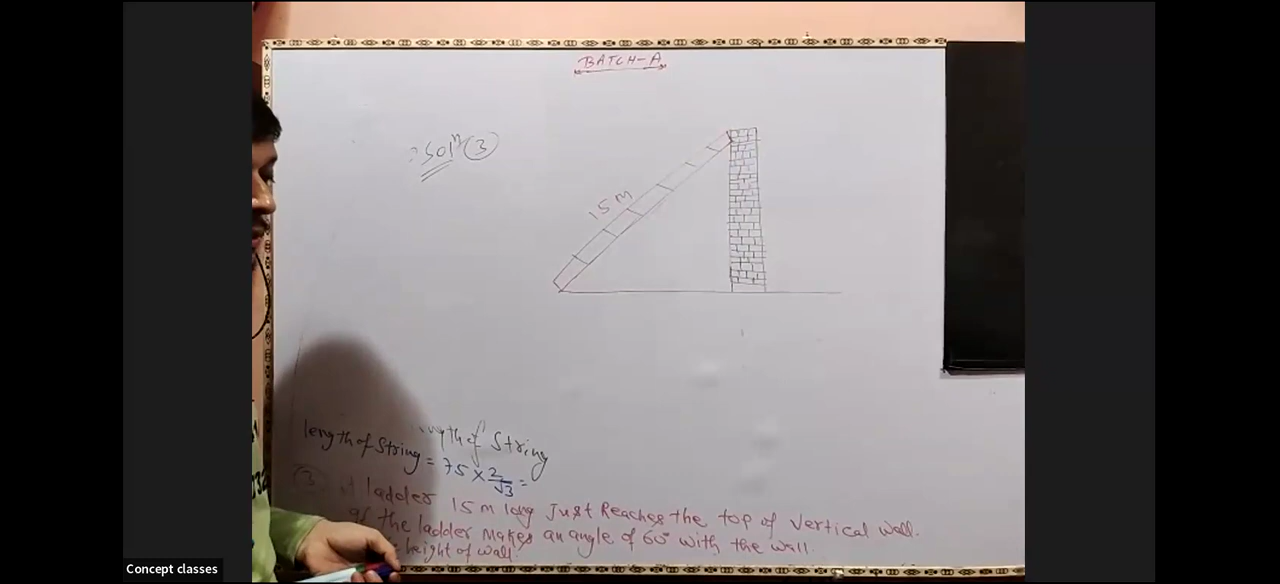 BATCH-A
Solⁿ (3)
15 m
length of String
length of String = 75 × 2/√3 =
(3) A ladder 15 m long Just Reaches the top of vertical wall.
of the ladder makes an angle of 60° with the wall
height of wall.
Concept classes